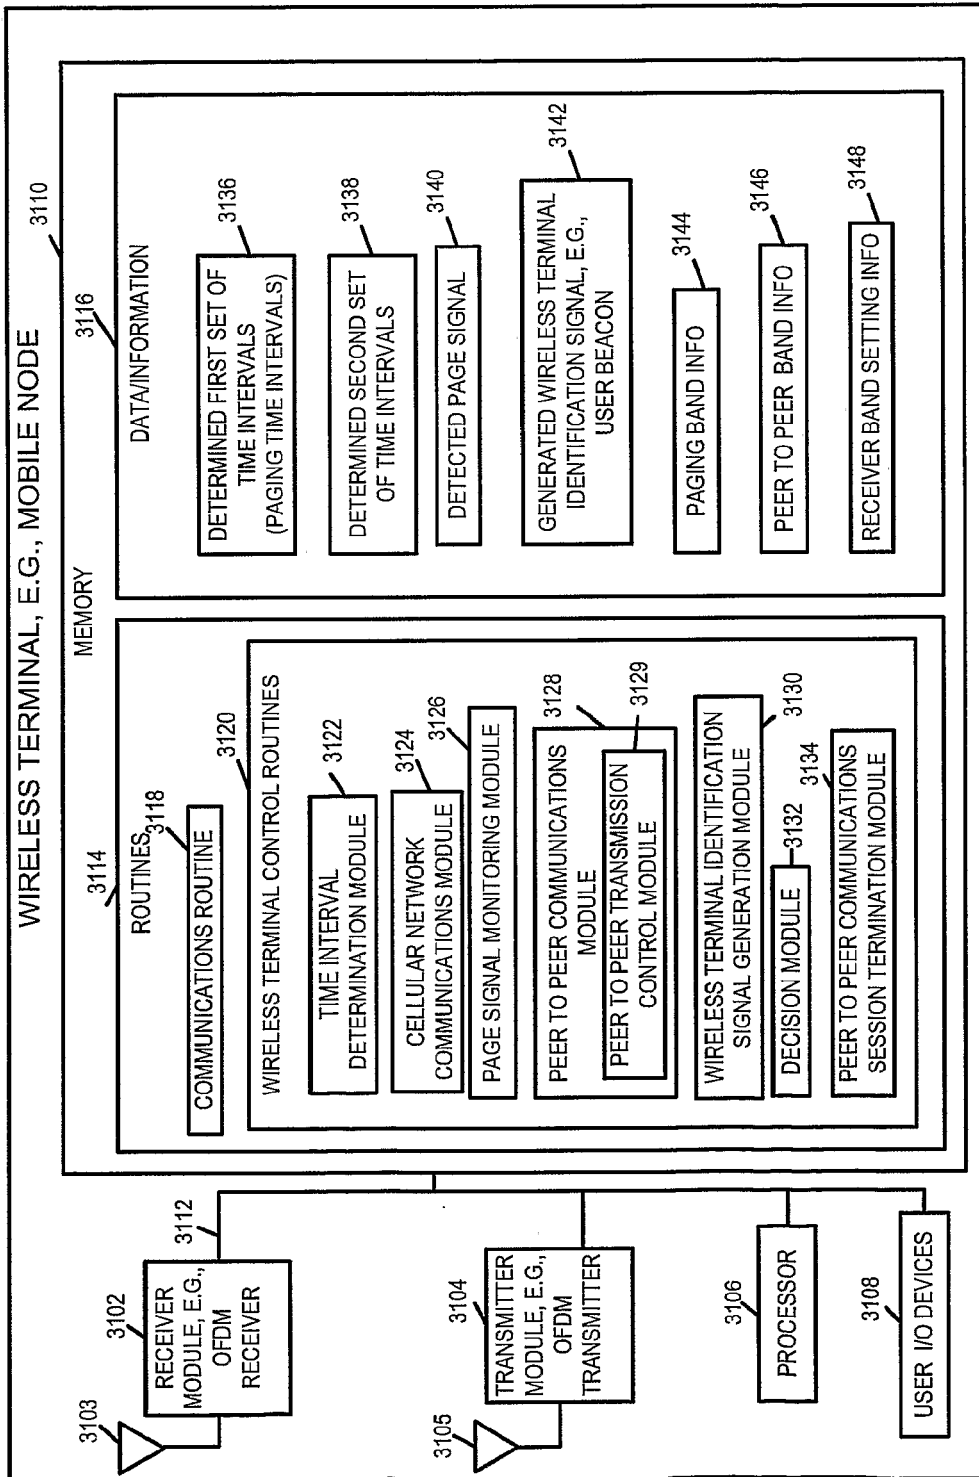 WIRELESS TERMINAL, E.G., MOBILE NODE
3110
MEMORY
3114
ROUTINES
3118
COMMUNICATIONS ROUTINE
3120
WIRELESS TERMINAL CONTROL ROUTINES
3122
TIME INTERVAL
DETERMINATION MODULE
3124
CELLULAR NETWORK
COMMUNICATIONS MODULE
3126
PAGE SIGNAL MONITORING MODULE
3128
PEER TO PEER COMMUNICATIONS
MODULE
3129
PEER TO PEER TRANSMISSION
CONTROL MODULE
3130
WIRELESS TERMINAL IDENTIFICATION
SIGNAL GENERATION MODULE
3132
DECISION MODULE
3134
PEER TO PEER COMMUNICATIONS
SESSION TERMINATION MODULE
3116
DATA/INFORMATION
3136
DETERMINED FIRST SET OF
TIME INTERVALS
(PAGING TIME INTERVALS)
3138
DETERMINED SECOND SET
OF TIME INTERVALS
3140
DETECTED PAGE SIGNAL
3142
GENERATED WIRELESS TERMINAL
IDENTIFICATION SIGNAL, E.G.,
USER BEACON
3144
PAGING BAND INFO
3146
PEER TO PEER BAND INFO
3148
RECEIVER BAND SETTING INFO
3103
3102
RECEIVER
MODULE, E.G.,
OFDM
RECEIVER
3112
3105
3104
TRANSMITTER
MODULE, E.G.,
OFDM
TRANSMITTER
3106
PROCESSOR
3108
USER I/O DEVICES